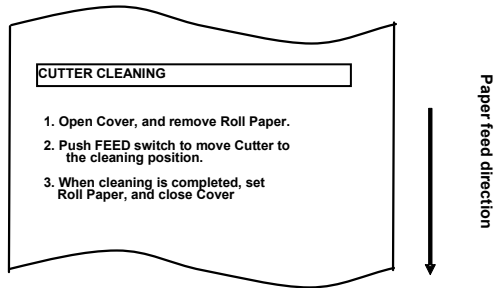 CUTTER CLEANING
1. Open Cover, and remove Roll Paper.
2. Push FEED switch to move Cutter to
the cleaning position.
3. When cleaning is completed, set
Roll Paper, and close Cover
Paper feed direction